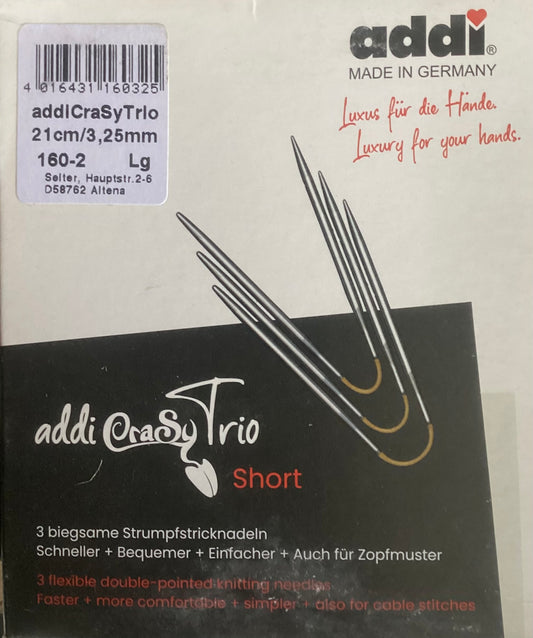 4 016431 160325
addiCraSyTrio
21cm/3,25mm
160-2 Lg
Selter, Hauptstr.2-6
D58762 Altena
addi®
MADE IN GERMANY
Luxus für die Hände.
Luxury for your hands.
addi CraSyTrio
Short
3 biegsame Strumpfstricknadeln
Schneller + Bequemer + Einfacher + Auch für Zopfmuster
3 flexible double-pointed knitting needles
Faster + more comfortable + simpler + also for cable stitches